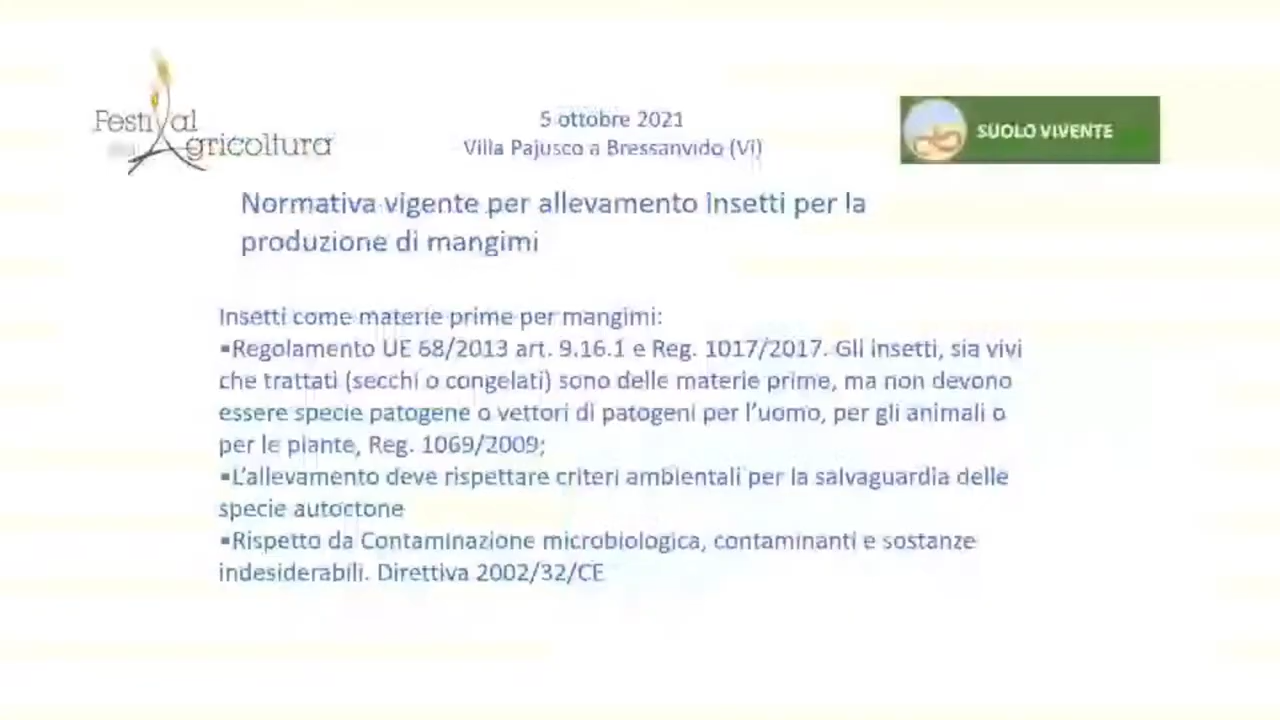 Festival
Agricoltura
5 ottobre 2021
Villa Pajusco a Bressanvido (Vi)
SUOLO VIVENTE
Normativa vigente per allevamento insetti per la
produzione di mangimi
Insetti come materie prime per mangimi:
▪Regolamento UE 68/2013 art. 9.16.1 e Reg. 1017/2017. Gli insetti, sia vivi
che trattati (secchi o congelati) sono delle materie prime, ma non devono
essere specie patogene o vettori di patogeni per l'uomo, per gli animali o
per le piante, Reg. 1069/2009;
▪L'allevamento deve rispettare criteri ambientali per la salvaguardia delle
specie autoctone
▪Rispetto da Contaminazione microbiologica, contaminanti e sostanze
indesiderabili. Direttiva 2002/32/CE